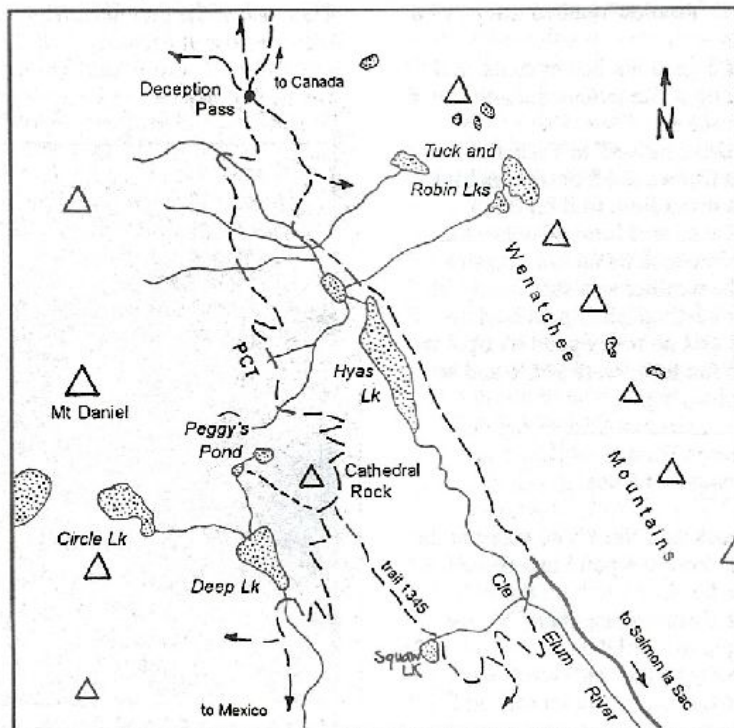 to Canada
Deception
Pass
N
Tuck and
Robin Lks
Wenatchee
Mountains
PCT
Hyas
Lk
Mt Daniel
Peggy's
Pond
Cathedral
Rock
Circle Lk
Deep Lk
trail 1345
Cle
Elum
River
to Salmon la Sac
Squaw
LK
to Mexico